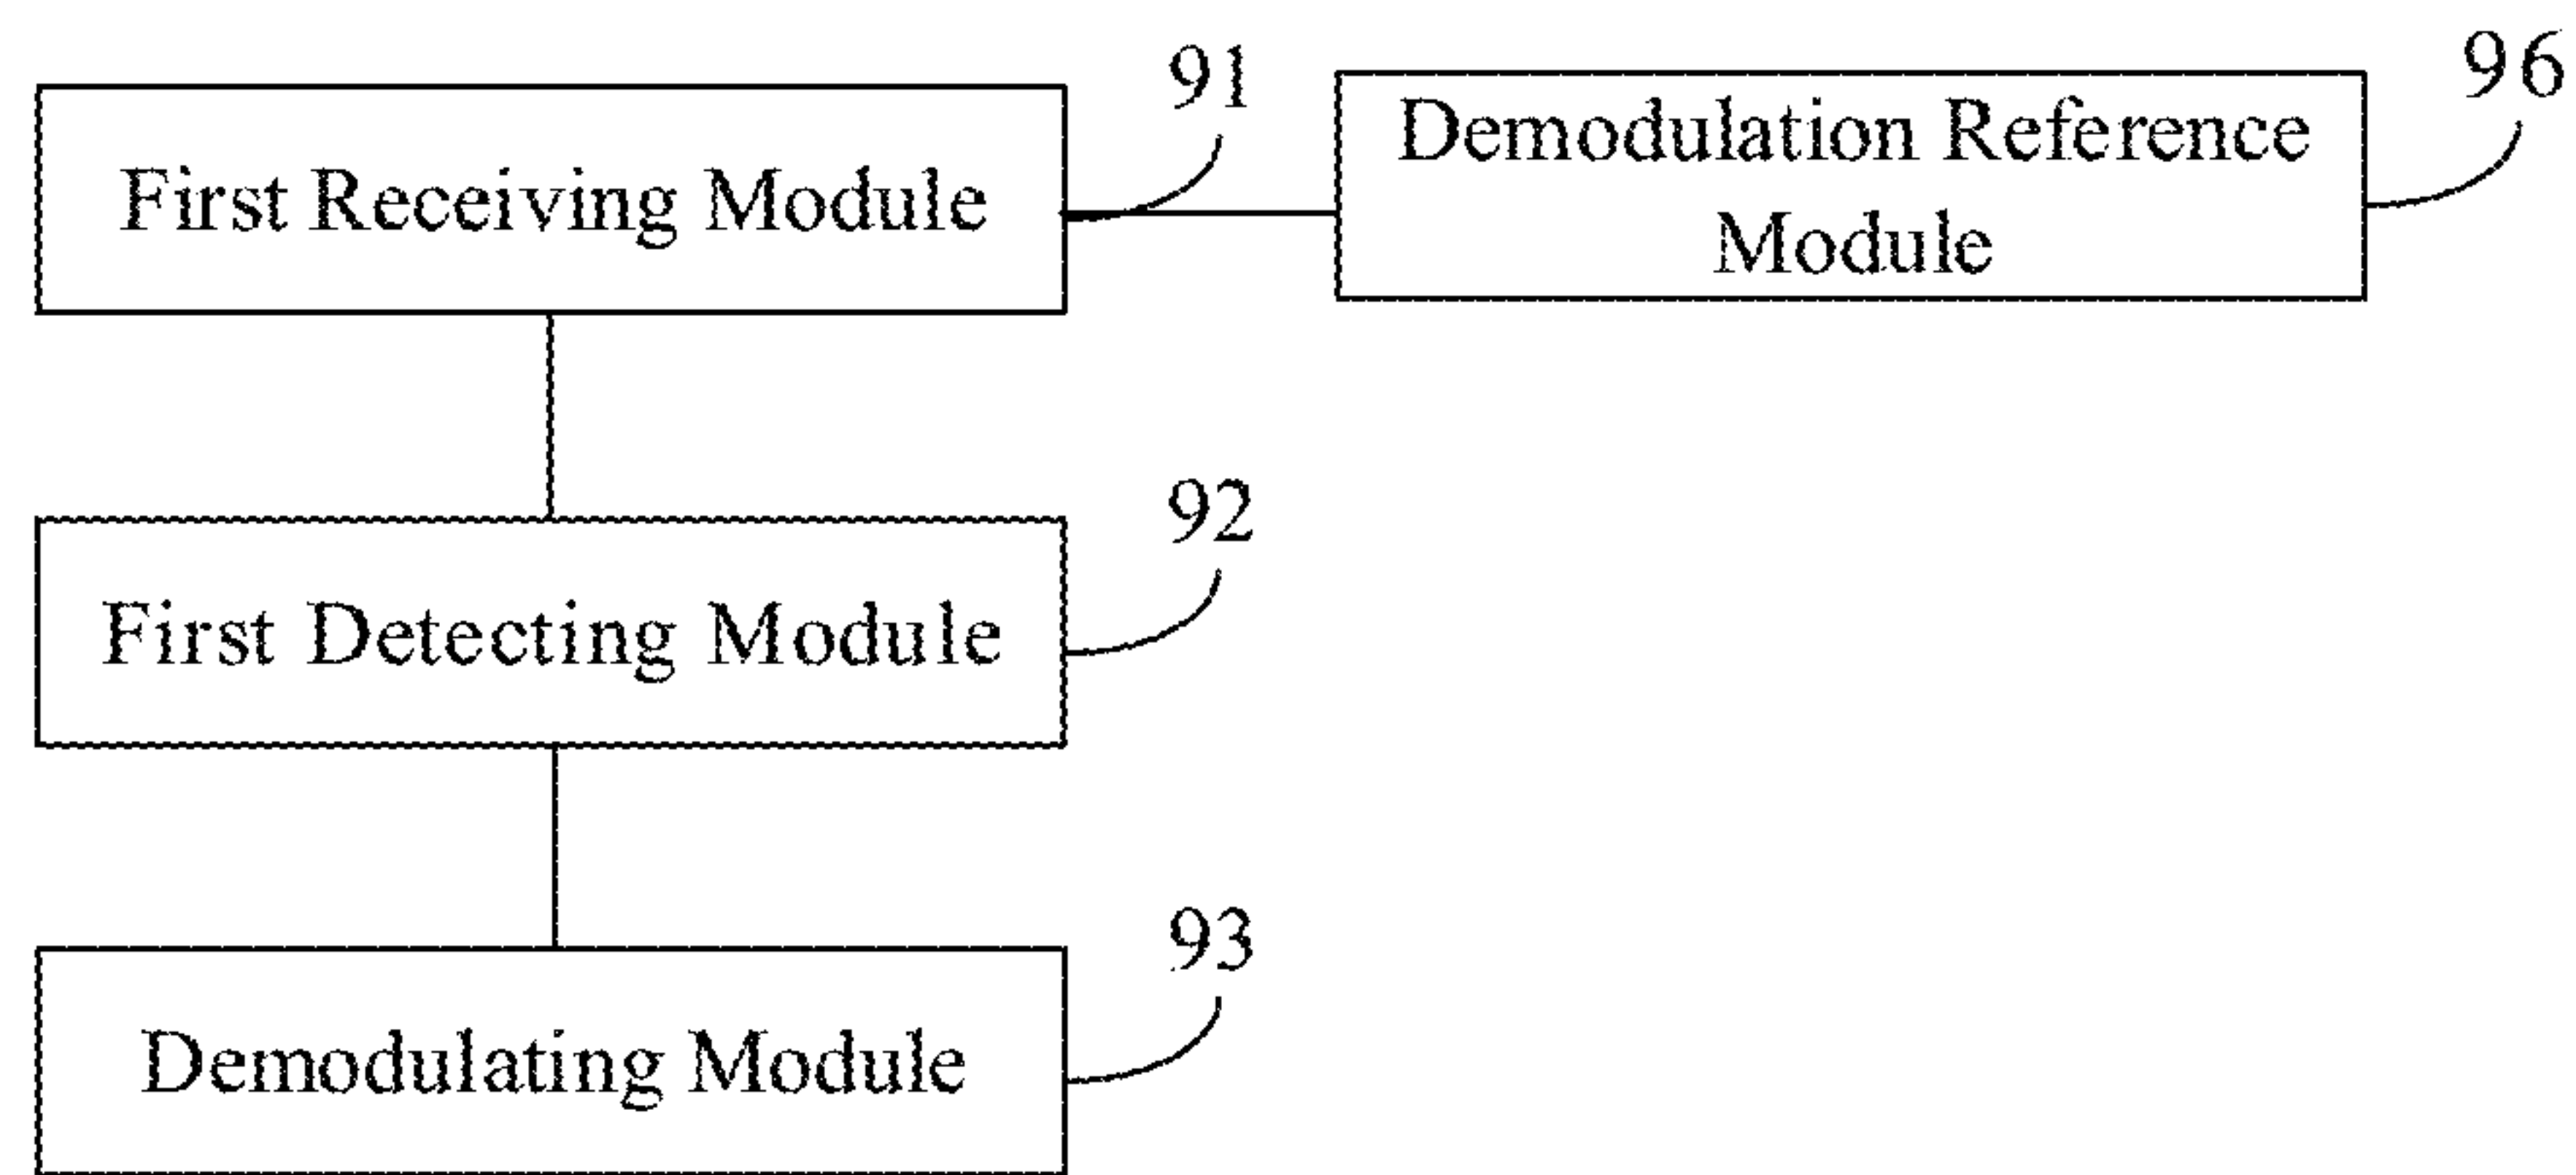 91
96
First Receiving Module
Demodulation Reference
Module
92
First Detecting Module
93
Demodulating Module